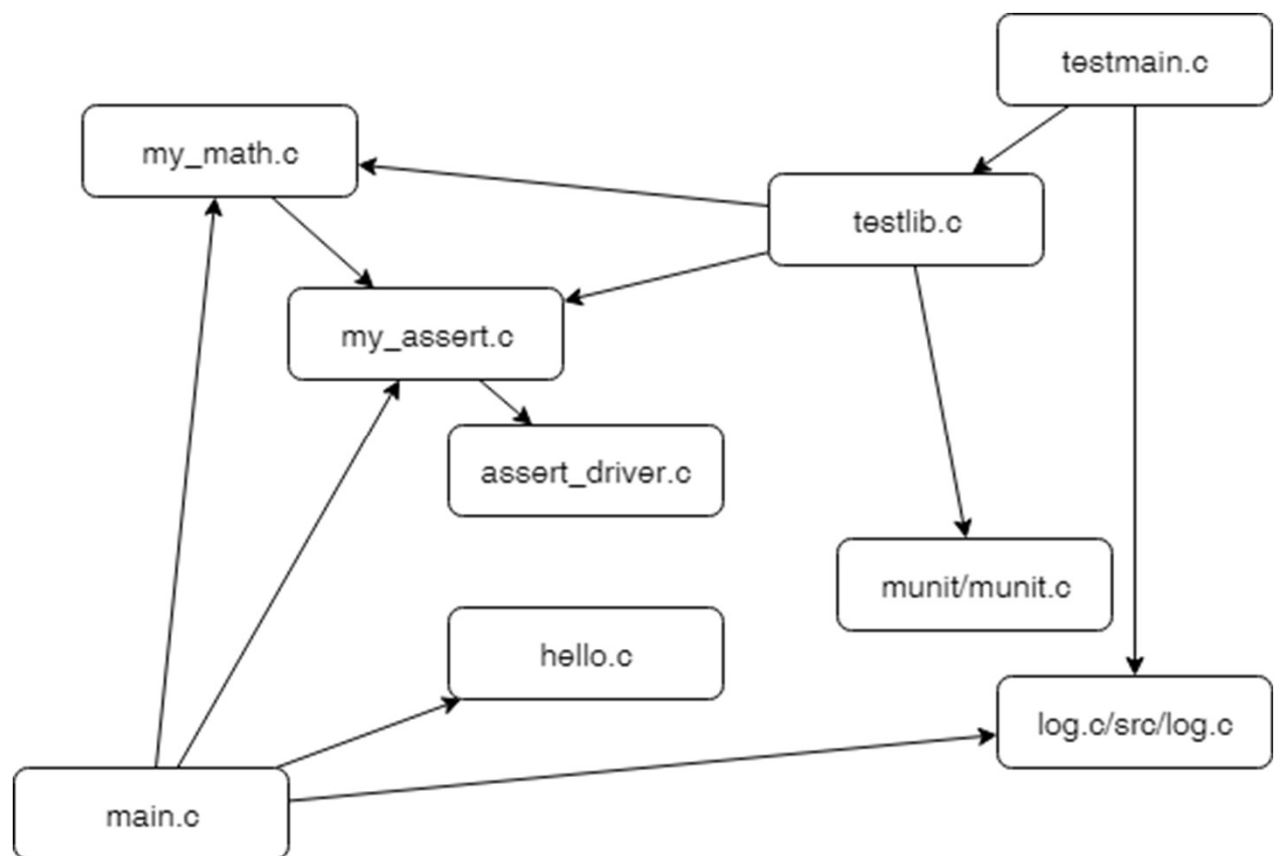 testmain.c
my_math.c
testlib.c
my_assert.c
assert_driver.c
munit/munit.c
hello.c
log.c/src/log.c
main.c